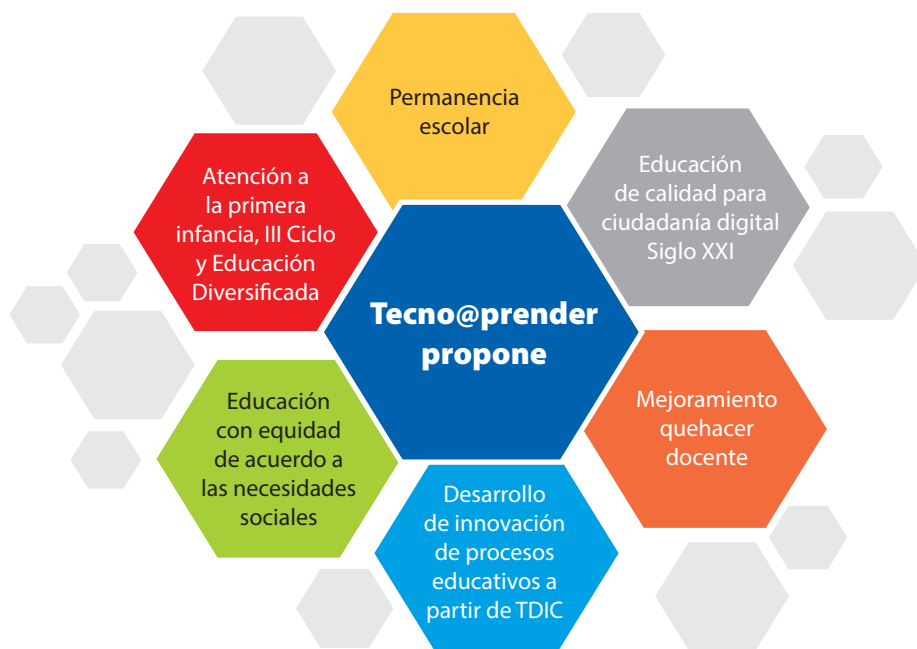 Permanencia
escolar
Educación
de calidad para
ciudadanía digital
Siglo XXI
Atención a
la primera
infancia, III Ciclo
y Educación
Diversificada
Tecno@prender
propone
Mejoramiento
quehacer
docente
Educación
con equidad
de acuerdo a
las necesidades
sociales
Desarrollo
de innovación
de procesos
educativos a
partir de TDIC